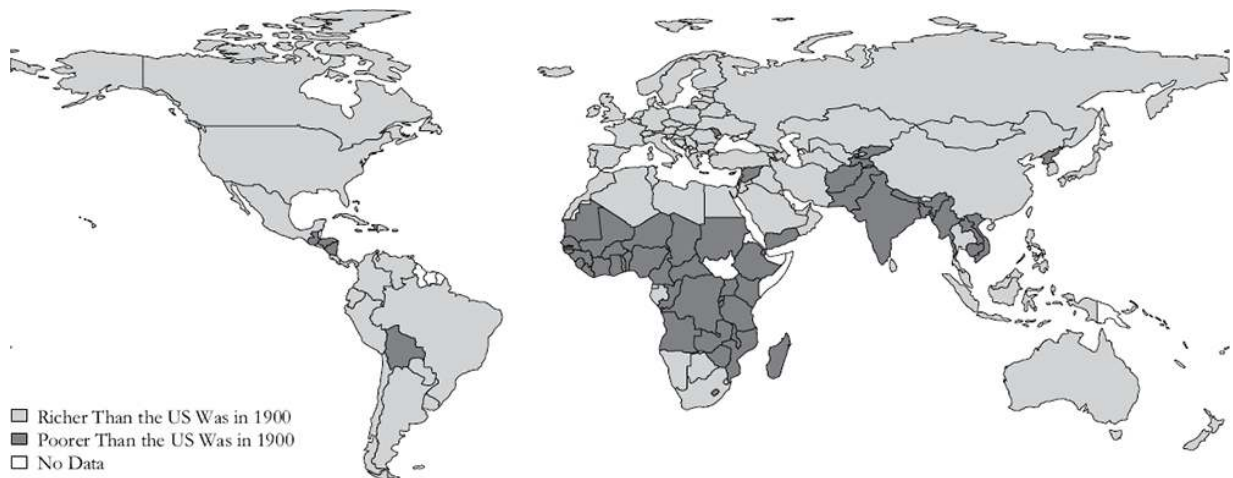 Richer Than the US Was in 1900
Poorer Than the US Was in 1900
No Data